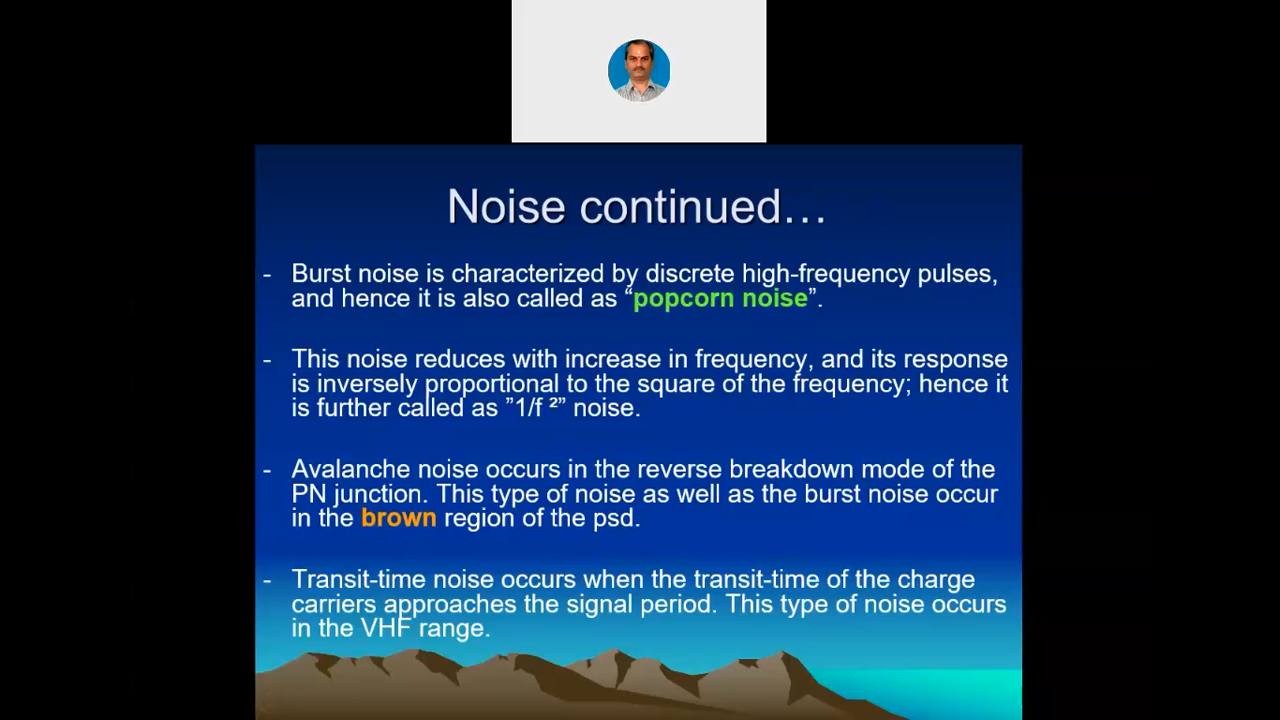 Noise continued…
- Burst noise is characterized by discrete high-frequency pulses,
and hence it is also called as “popcorn noise”.
- This noise reduces with increase in frequency, and its response
is inversely proportional to the square of the frequency; hence it
is further called as ”1/f ²” noise.
- Avalanche noise occurs in the reverse breakdown mode of the
PN junction. This type of noise as well as the burst noise occur
in the brown region of the psd.
- Transit-time noise occurs when the transit-time of the charge
carriers approaches the signal period. This type of noise occurs
in the VHF range.